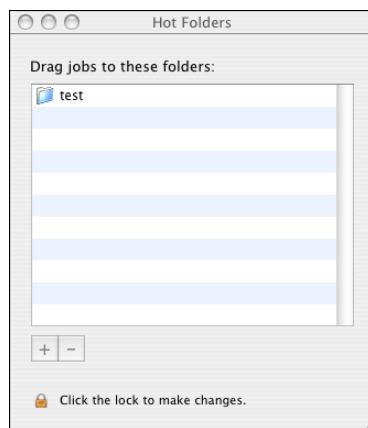 Hot Folders
Drag jobs to these folders:
test
+ -
Click the lock to make changes.